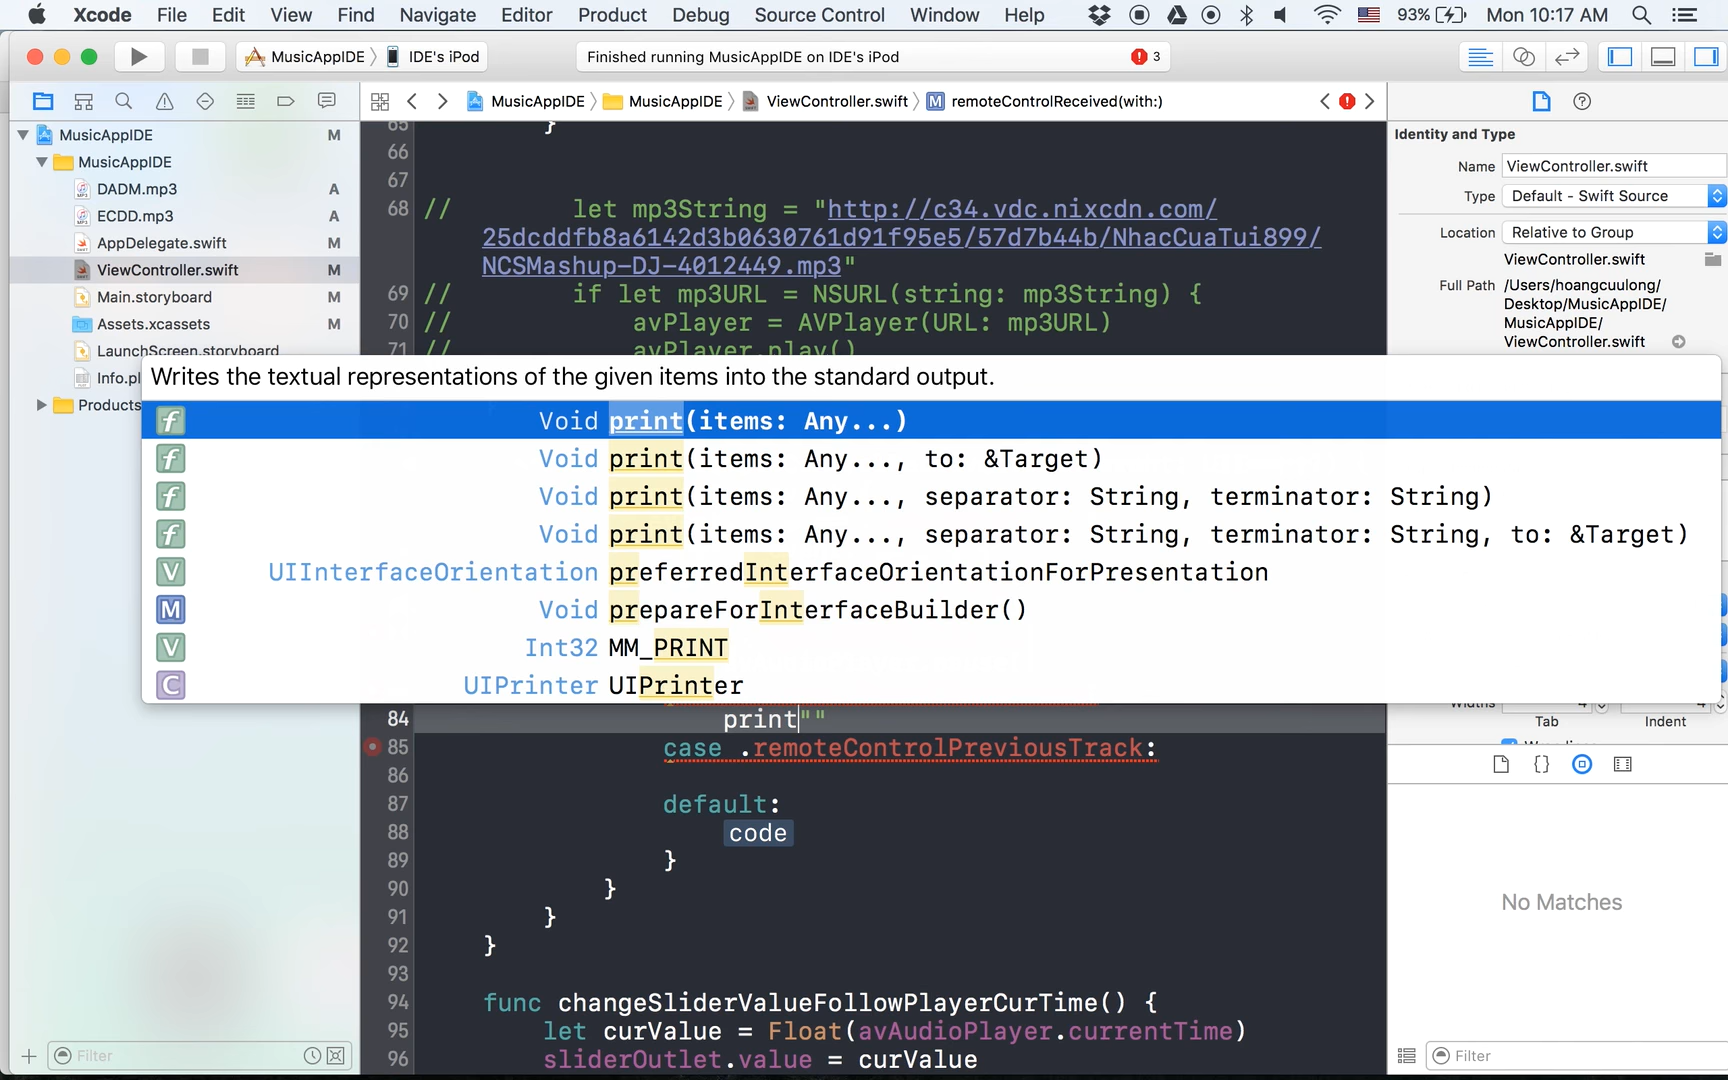 Xcode File Edit View Find Navigate Editor Product Debug Source Control Window Help 93% Mon 10:17 AM
MusicAppIDE IDE's iPod Finished running MusicAppIDE on IDE's iPod 3
MusicAppIDE MusicAppIDE ViewController.swift M remoteControlReceived(with:)
MusicAppIDE M
MusicAppIDE
DADM.mp3 A
ECDD.mp3 A
AppDelegate.swift M
ViewController.swift M
Main.storyboard M
Assets.xcassets M
LaunchScreen.storyboard
Info.pl
Products
Filter
65 }
66
67
68 // let mp3String = "http://c34.vdc.nixcdn.com/
25dcddfb8a6142d3b0630761d91f95e5/57d7b44b/NhacCuaTui899/
NCSMashup-DJ-4012449.mp3"
69 // if let mp3URL = NSURL(string: mp3String) {
70 // avPlayer = AVPlayer(URL: mp3URL)
71 // avPlayer.play()
Writes the textual representations of the given items into the standard output.
f Void print(items: Any...)
f Void print(items: Any..., to: &Target)
f Void print(items: Any..., separator: String, terminator: String)
f Void print(items: Any..., separator: String, terminator: String, to: &Target)
V UIInterfaceOrientation preferredInterfaceOrientationForPresentation
M Void prepareForInterfaceBuilder()
V Int32 MM_PRINT
C UIPrinter UIPrinter
84 print""
85 case .remoteControlPreviousTrack:
86
87 default:
88 code
89 }
90 }
91 }
92 }
93
94 func changeSliderValueFollowPlayerCurTime() {
95 let curValue = Float(avAudioPlayer.currentTime)
96 sliderOutlet.value = curValue
Identity and Type
Name ViewController.swift
Type Default - Swift Source
Location Relative to Group
ViewController.swift
Full Path /Users/hoangcuulong/
Desktop/MusicAppIDE/
MusicAppIDE/
ViewController.swift
Widths 4 4
Tab Indent
{}
No Matches
Filter